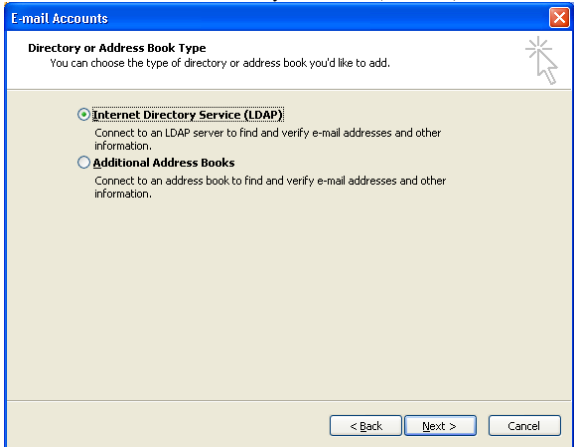 E-mail Accounts
Directory or Address Book Type
You can choose the type of directory or address book you'd like to add.
Internet Directory Service (LDAP)
Connect to an LDAP server to find and verify e-mail addresses and other
information.
Additional Address Books
Connect to an address book to find and verify e-mail addresses and other
information.
< Back Next > Cancel